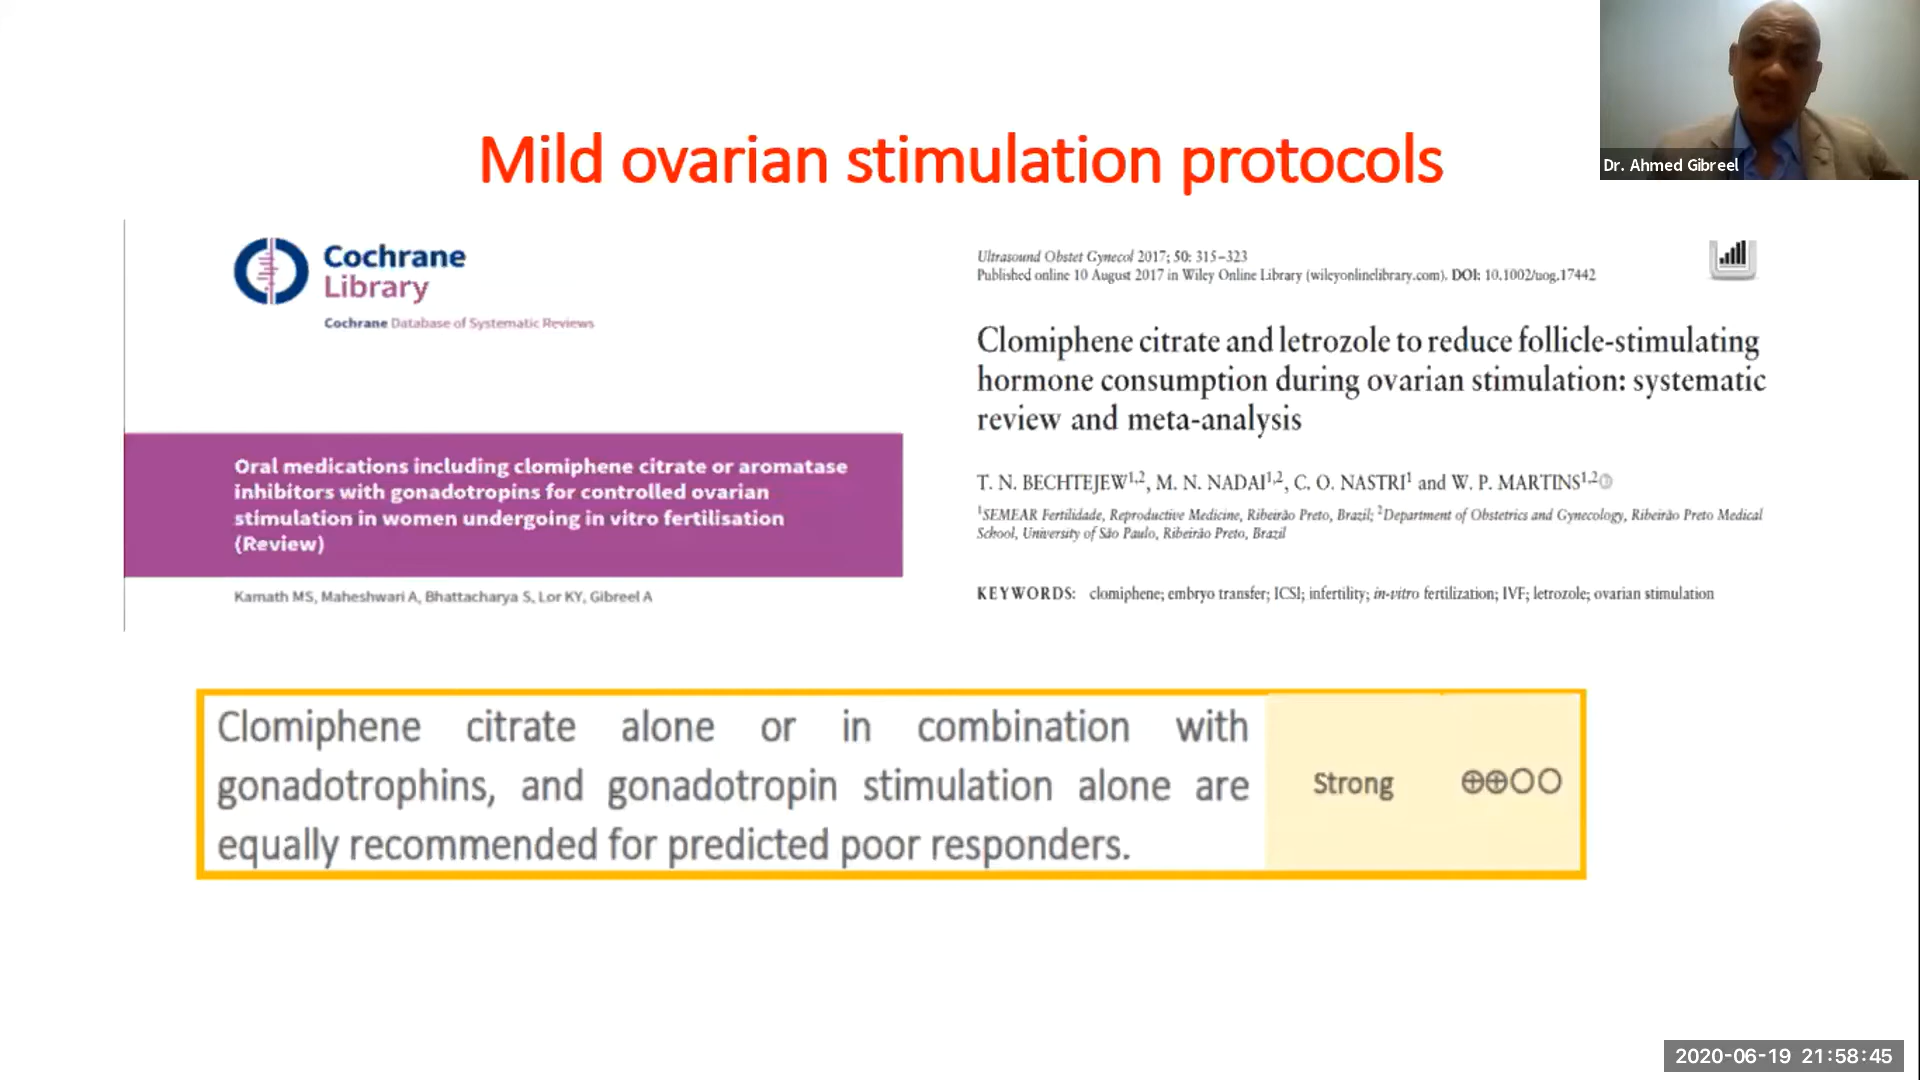 Mild ovarian stimulation protocols
Dr. Ahmed Gibreel
Cochrane
Library
Cochrane Database of Systematic Reviews
Oral medications including clomiphene citrate or aromatase
inhibitors with gonadotropins for controlled ovarian
stimulation in women undergoing in vitro fertilisation
(Review)
Kamath MS, Maheshwari A, Bhattacharya S, Lor KY, Gibreel A
Ultrasound Obstet Gynecol 2017; 50: 315–323
Published online 10 August 2017 in Wiley Online Library (wileyonlinelibrary.com). DOI: 10.1002/uog.17442
Clomiphene citrate and letrozole to reduce follicle-stimulating
hormone consumption during ovarian stimulation: systematic
review and meta-analysis
T. N. BECHTEJEW1,2, M. N. NADAI1,2, C. O. NASTRI1 and W. P. MARTINS1,2
1SEMEAR Fertilidade, Reproductive Medicine, Ribeirão Preto, Brazil; 2Department of Obstetrics and Gynecology, Ribeirão Preto Medical
School, University of São Paulo, Ribeirão Preto, Brazil
KEYWORDS: clomiphene; embryo transfer; ICSI; infertility; in-vitro fertilization; IVF; letrozole; ovarian stimulation
Clomiphene citrate alone or in combination with
gonadotrophins, and gonadotropin stimulation alone are
equally recommended for predicted poor responders.
Strong ⊕⊕○○
2020-06-19 21:58:45